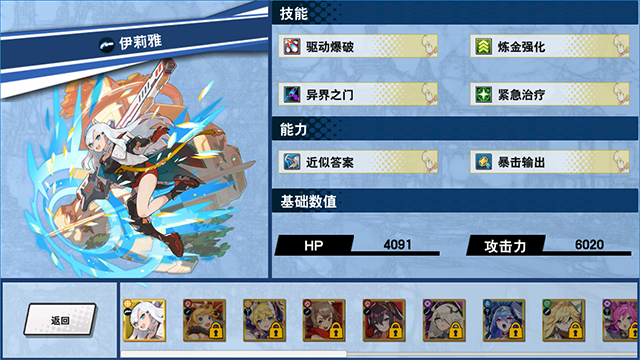 伊莉雅
技能
驱动爆破
炼金强化
异界之门
紧急治疗
能力
近似答案
暴击输出
基础数值
HP 4091
攻击力 6020
返回